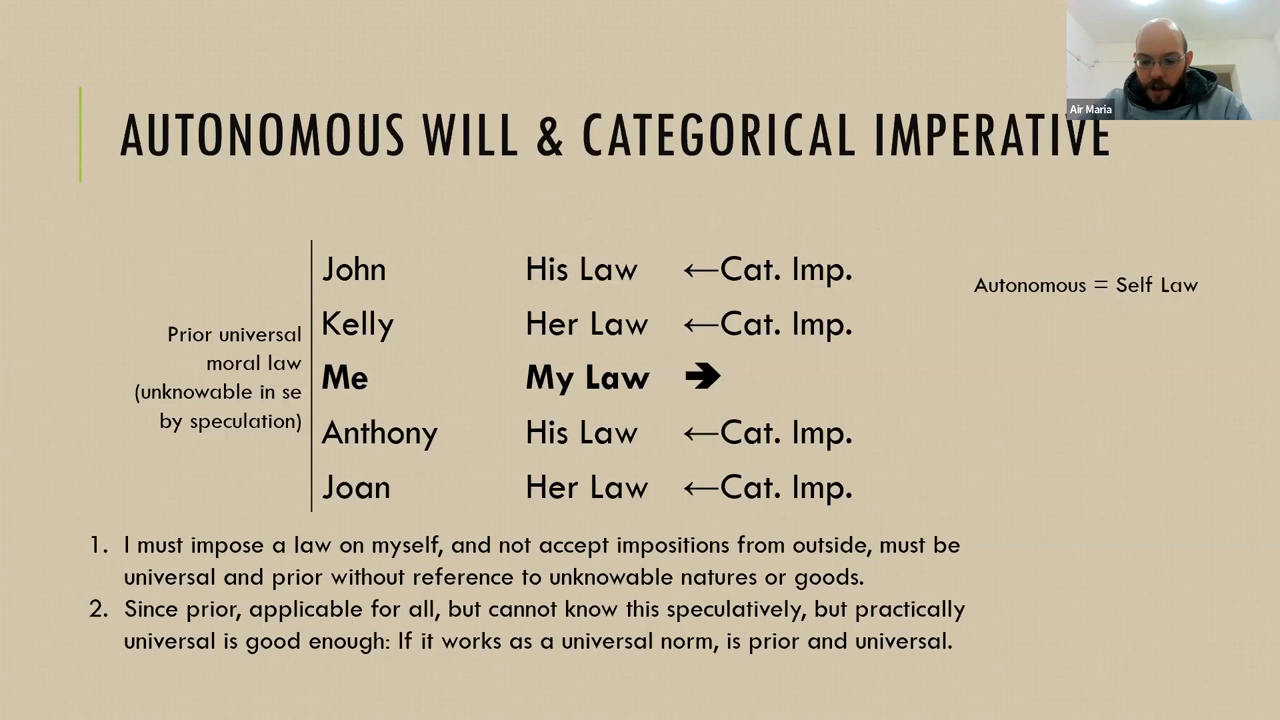 Air Maria
AUTONOMOUS WILL & CATEGORICAL IMPERATIVE
John His Law ←Cat. Imp.
Autonomous = Self Law
Kelly Her Law ←Cat. Imp.
Prior universal
moral law
(unknowable in se
by speculation)
Me My Law ➔
Anthony His Law ←Cat. Imp.
Joan Her Law ←Cat. Imp.
1. I must impose a law on myself, and not accept impositions from outside, must be
universal and prior without reference to unknowable natures or goods.
2. Since prior, applicable for all, but cannot know this speculatively, but practically
universal is good enough: If it works as a universal norm, is prior and universal.